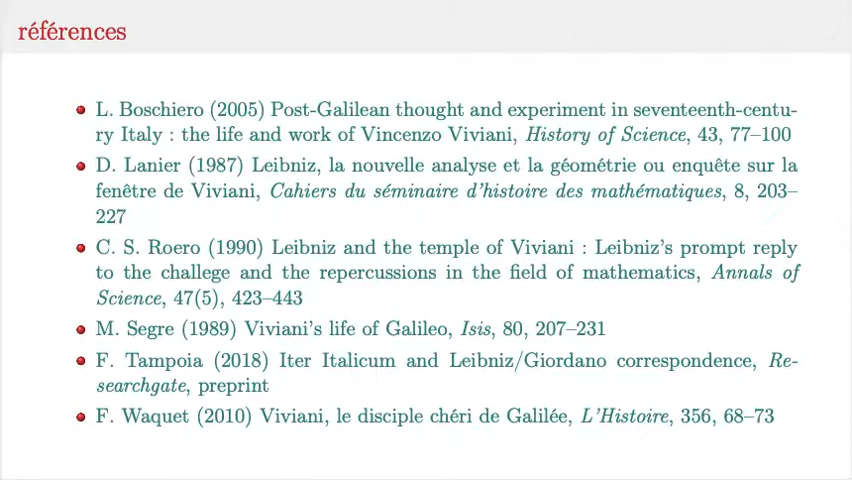 références
L. Boschiero (2005) Post-Galilean thought and experiment in seventeenth-centu-
ry Italy : the life and work of Vincenzo Viviani, History of Science, 43, 77–100
D. Lanier (1987) Leibniz, la nouvelle analyse et la géométrie ou enquête sur la
fenêtre de Viviani, Cahiers du séminaire d'histoire des mathématiques, 8, 203–
227
C. S. Roero (1990) Leibniz and the temple of Viviani : Leibniz's prompt reply
to the challege and the repercussions in the field of mathematics, Annals of
Science, 47(5), 423–443
M. Segre (1989) Viviani's life of Galileo, Isis, 80, 207–231
F. Tampoia (2018) Iter Italicum and Leibniz/Giordano correspondence, Re-
searchgate, preprint
F. Waquet (2010) Viviani, le disciple chéri de Galilée, L'Histoire, 356, 68–73